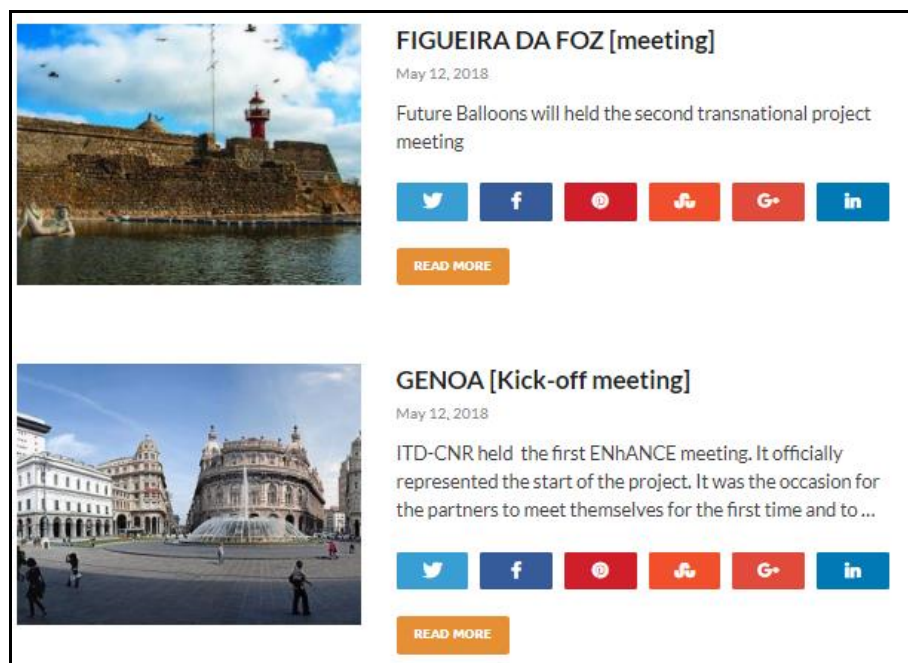 FIGUEIRA DA FOZ [meeting]
May 12, 2018
Future Balloons will held the second transnational project
meeting
READ MORE
GENOA [Kick-off meeting]
May 12, 2018
ITD-CNR held  the first ENhANCE meeting. It officially
represented the start of the project. It was the occasion for
the partners to meet themselves for the first time and to ...
READ MORE